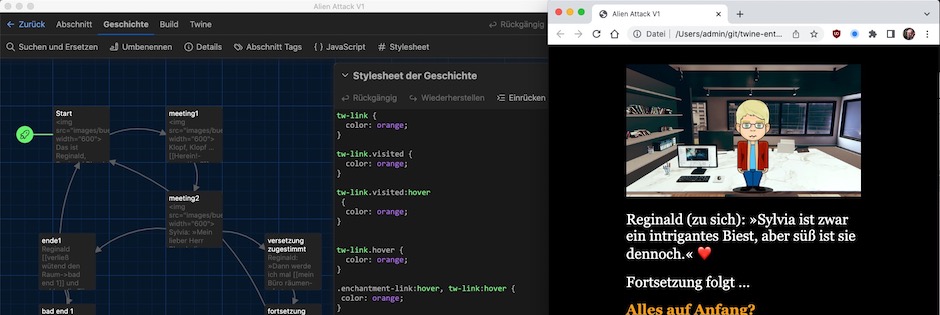 Alien Attack V1
Zurück Abschnitt Geschichte Build Twine Rückgängig
Suchen und Ersetzen Umbenennen Details Abschnitt Tags { } JavaScript # Stylesheet
Start
<img
src="images/bue
width="600">
Das ist
Reginald,
meeting1
<img
src="images/bue
width="600">
Klopf, Klopf ...
[[Herein!-
meeting2
<img
src="images/bue
width="600">
Sylvia: »Mein
lieber Herr
ende1
Reginald
[[verließ
wütend den
Raum->bad
end 1]] und
versetzung
zugestimmt
Reginald:
»Dann werde
ich mal [[mein
Büro räumen-
bad end 1
fortsetzung
Stylesheet der Geschichte
Rückgängig Wiederherstellen Einrücken
tw-link {
color: orange;
}
tw-link.visited {
color: orange;
}
tw-link.visited:hover
{
color: orange;
}
tw-link.hover {
color: orange;
}
.enchantment-link:hover, tw-link:hover {
color: orange;
}
Alien Attack V1
Datei /Users/admin/git/twine-ent...
Reginald (zu sich): »Sylvia ist zwar
ein intrigantes Biest, aber süß ist sie
dennoch.« ❤️
Fortsetzung folgt ...
Alles auf Anfang?